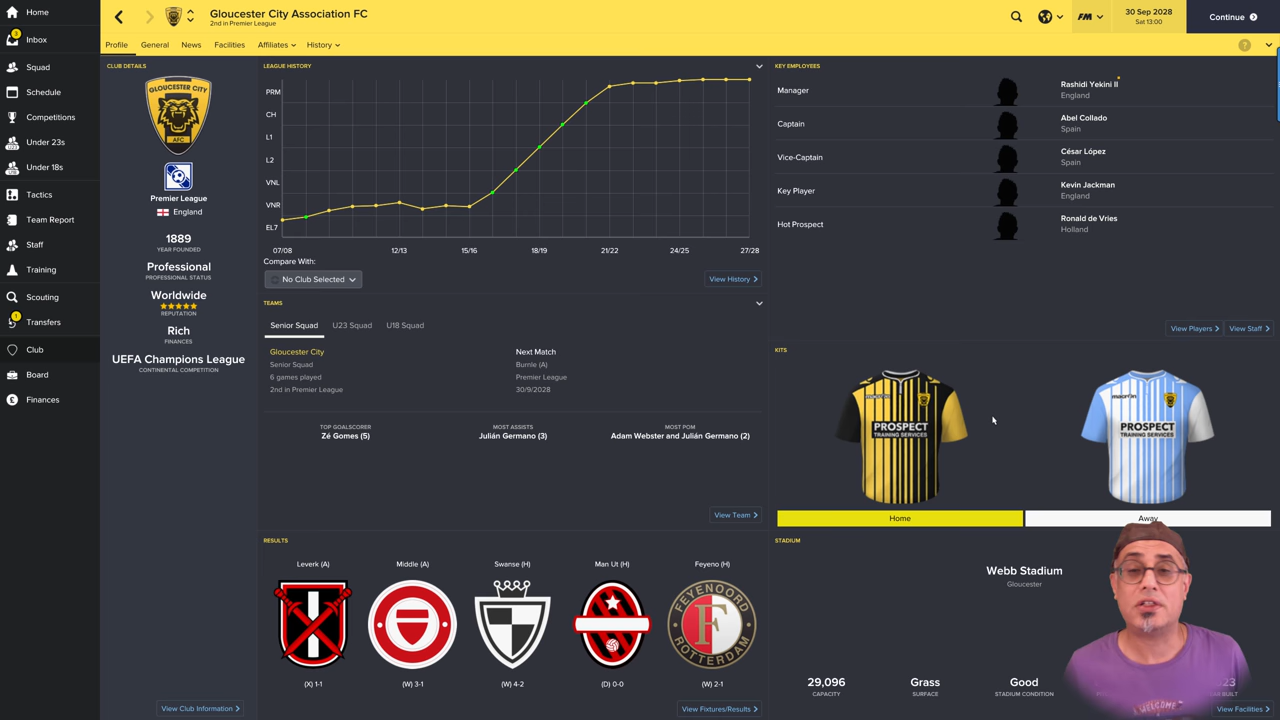 Home
Inbox
3
Squad
Schedule
Competitions
Under 23s
Under 18s
Tactics
Team Report
Staff
Training
Scouting
Transfers
1
Club
Board
Finances
Gloucester City Association FC
2nd in Premier League
FM
30 Sep 2028
Sat 13:00
Continue
Profile
General
News
Facilities
Affiliates
History
?
CLUB DETAILS
GLOUCESTER CITY
AFC
Premier League
England
1889
YEAR FOUNDED
Professional
PROFESSIONAL STATUS
Worldwide
REPUTATION
Rich
FINANCES
UEFA Champions League
CONTINENTAL COMPETITION
View Club Information
LEAGUE HISTORY
PRM
CH
L1
L2
VNL
VNR
EL7
07/08
12/13
15/16
18/19
21/22
24/25
27/28
Compare With:
No Club Selected
View History
TEAMS
Senior Squad
U23 Squad
U18 Squad
Gloucester City
Senior Squad
6 games played
2nd in Premier League
Next Match
Burnle (A)
Premier League
30/9/2028
TOP GOALSCORER
Zé Gomes (5)
MOST ASSISTS
Julián Germano (3)
MOST POM
Adam Webster and Julián Germano (2)
View Team
RESULTS
Leverk (A)
Middle (A)
Swanse (H)
Man Ut (H)
Feyeno (H)
FEYENOORD
F
ROTTERDAM
(X) 1-1
(W) 3-1
(W) 4-2
(D) 0-0
(W) 2-1
View Fixtures/Results
KEY EMPLOYEES
Manager
Rashidi Yekini II
England
Captain
Abel Collado
Spain
Vice-Captain
César López
Spain
Key Player
Kevin Jackman
England
Hot Prospect
Ronald de Vries
Holland
View Players
View Staff
KITS
PROSPECT
TRAINING SERVICES
macron
PROSPECT
TRAINING SERVICES
Home
Away
STADIUM
Webb Stadium
Gloucester
29,096
CAPACITY
Grass
SURFACE
Good
STADIUM CONDITION
View Facilities